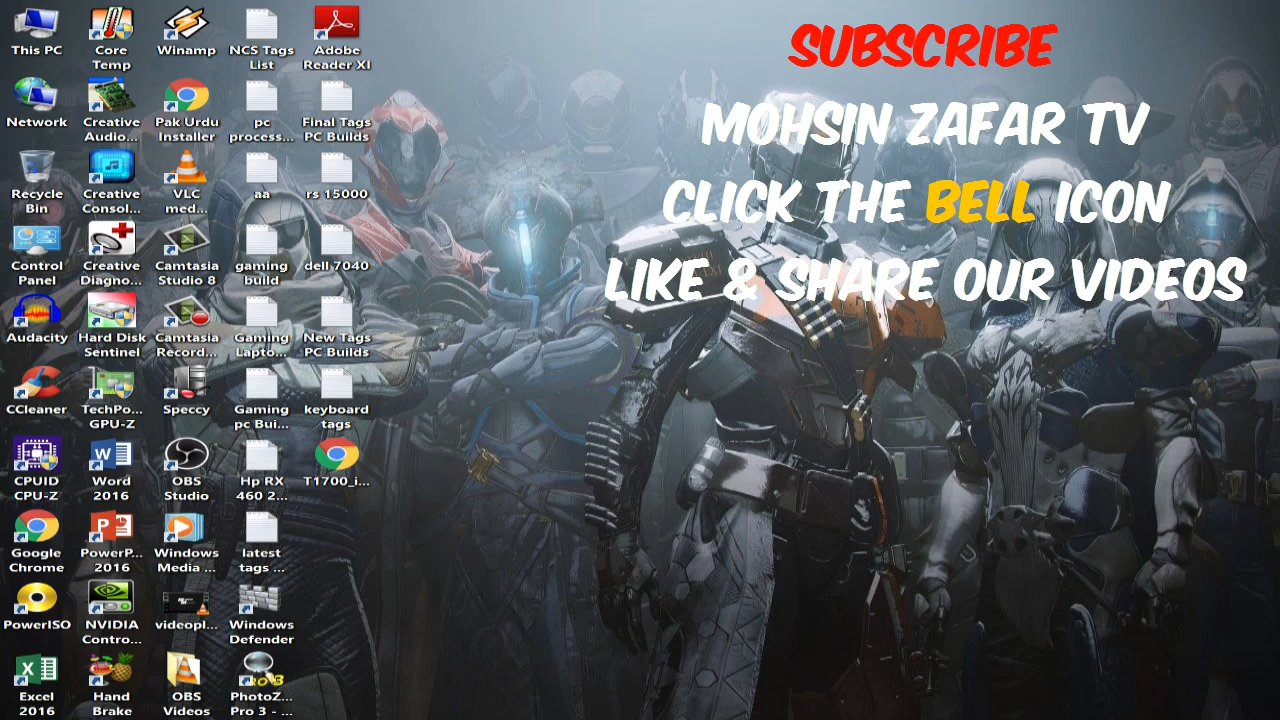 This PC
Core
Temp
Winamp
NCS Tags
List
Adobe
Reader XI
Network
Creative
Audio...
Pak Urdu
Installer
pc
process...
Final Tags
PC Builds
Recycle
Bin
Creative
Consol...
VLC
med...
aa
rs 15000
Control
Panel
Creative
Diagno...
Camtasia
Studio 8
gaming
build
dell 7040
Audacity
Hard Disk
Sentinel
Camtasia
Record...
Gaming
Lapto...
New Tags
PC Builds
CCleaner
TechPo...
GPU-Z
Speccy
Gaming
pc Bui...
keyboard
tags
CPUID
CPU-Z
Word
2016
OBS
Studio
Hp RX
460 2...
T1700_i...
Google
Chrome
PowerP...
2016
Windows
Media ...
latest
tags ...
PowerISO
NVIDIA
Contro...
videopl...
Windows
Defender
Excel
2016
Hand
Brake
OBS
Videos
PhotoZ...
Pro 3 - ...
SUBSCRIBE
MOHSIN ZAFAR TV
CLICK THE BELL ICON
LIKE & SHARE OUR VIDEOS